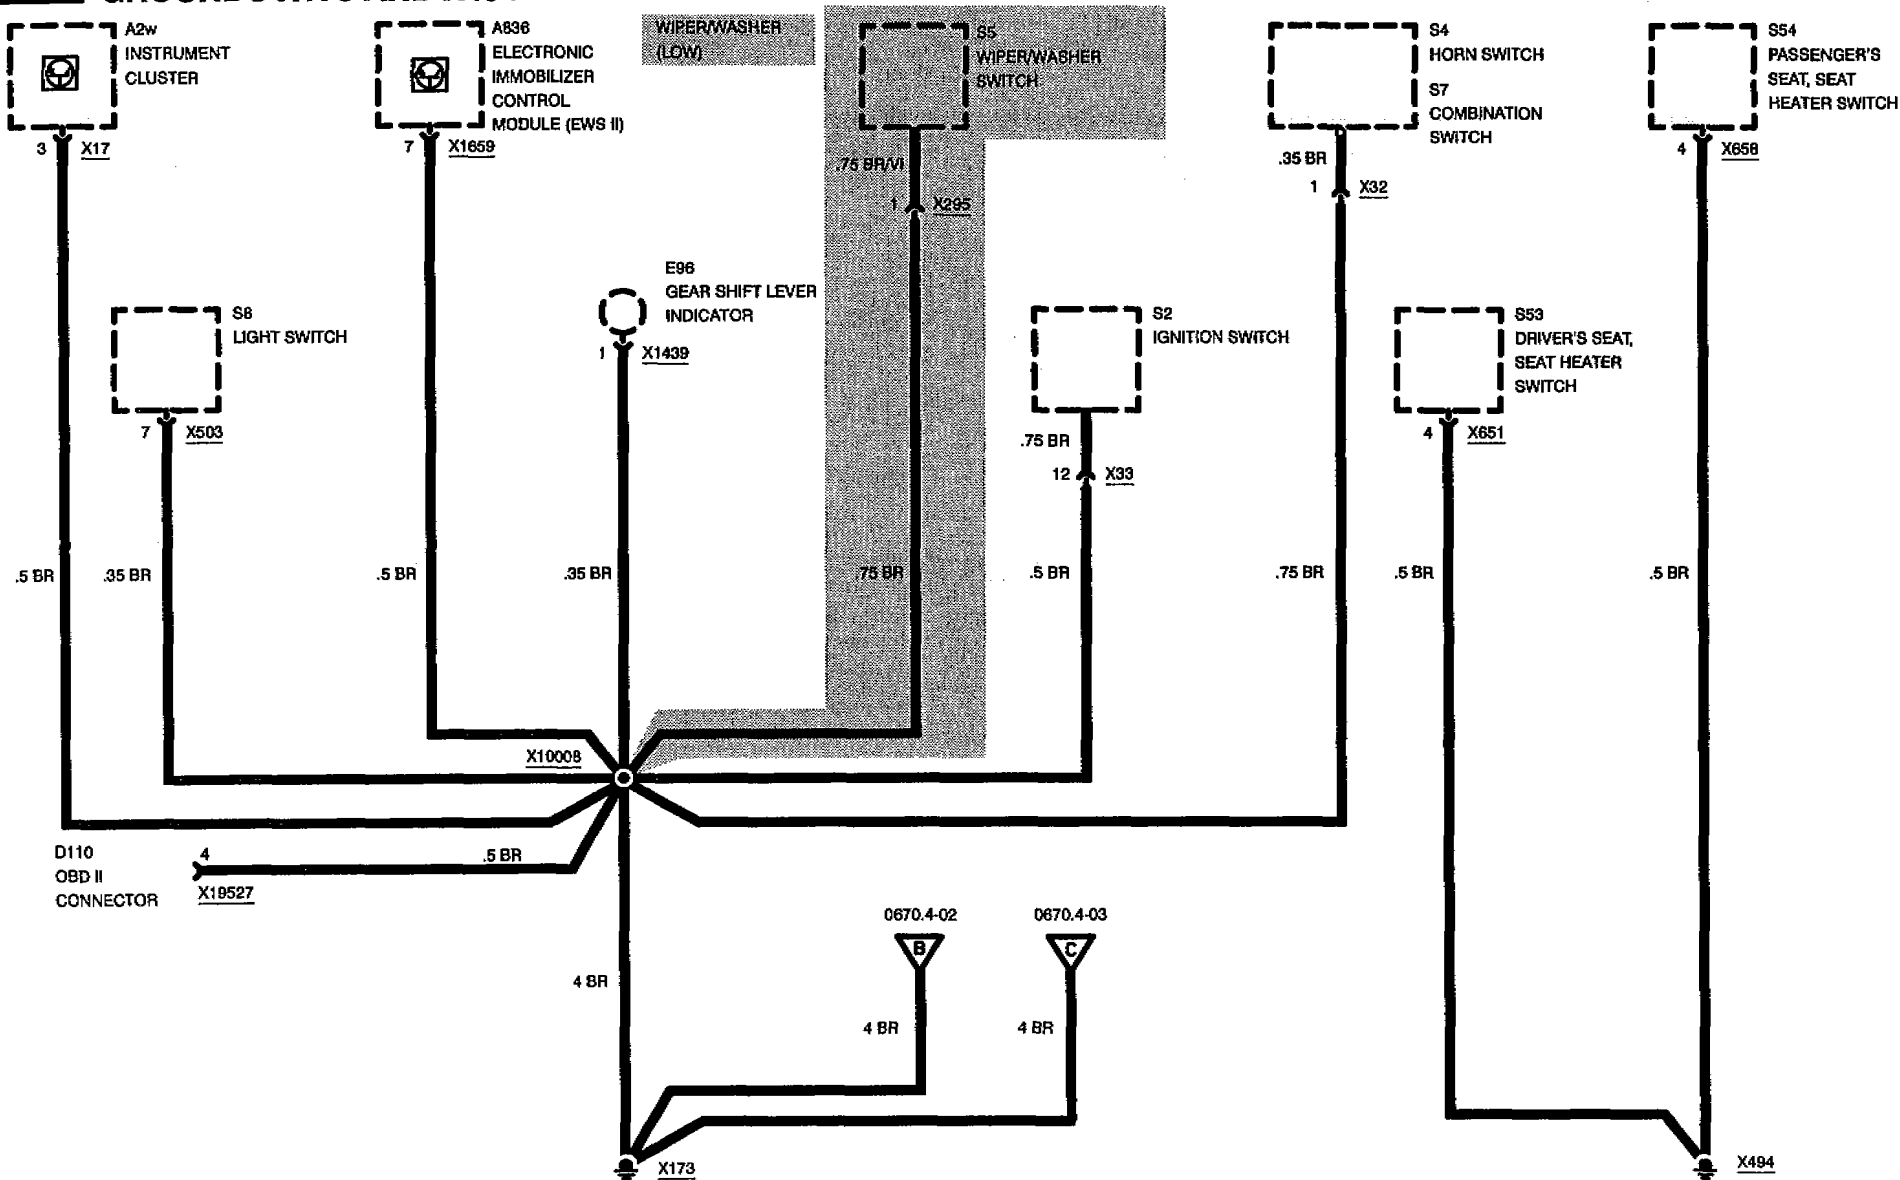 A2w
INSTRUMENT
CLUSTER
3 X17
A836
ELECTRONIC
IMMOBILIZER
CONTROL
MODULE (EWS II)
7 X1659
WIPER/WASHER
(LOW)
S5
WIPER/WASHER
SWITCH
.75 BR/VI
1 X295
S4
HORN SWITCH
S7
COMBINATION
SWITCH
.35 BR
1 X32
S54
PASSENGER'S
SEAT, SEAT
HEATER SWITCH
4 X658
S8
LIGHT SWITCH
7 X503
E96
GEAR SHIFT LEVER
INDICATOR
1 X1439
S2
IGNITION SWITCH
.75 BR
12 X33
S53
DRIVER'S SEAT,
SEAT HEATER
SWITCH
4 X651
.5 BR .35 BR .5 BR .35 BR .75 BR .5 BR .75 BR .5 BR .5 BR
X10008
D110
OBD II
CONNECTOR
4
X19527
.5 BR
0670.4-02 0670.4-03
B C
4 BR
4 BR 4 BR
X173
X494